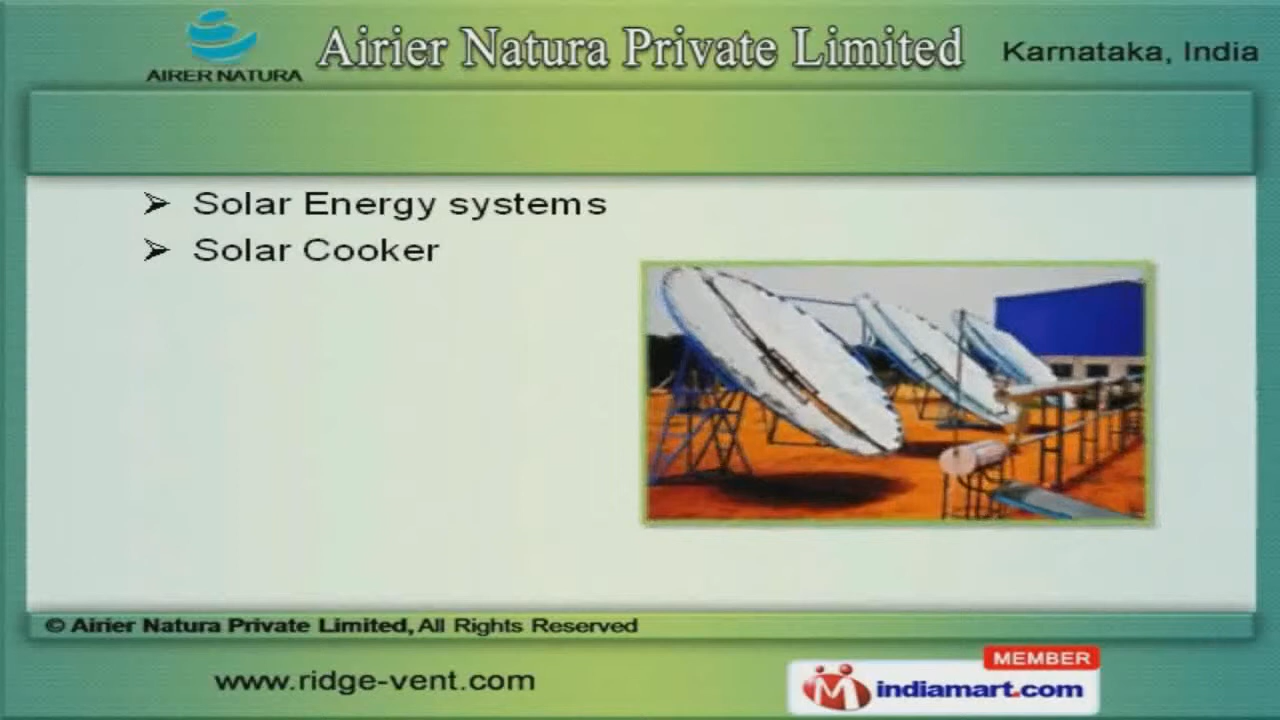 AIRER NATURA
Airier Natura Private Limited
Karnataka, India
➢ Solar Energy systems
➢ Solar Cooker
© Airier Natura Private Limited, All Rights Reserved
www.ridge-vent.com
MEMBER
indiamart.com